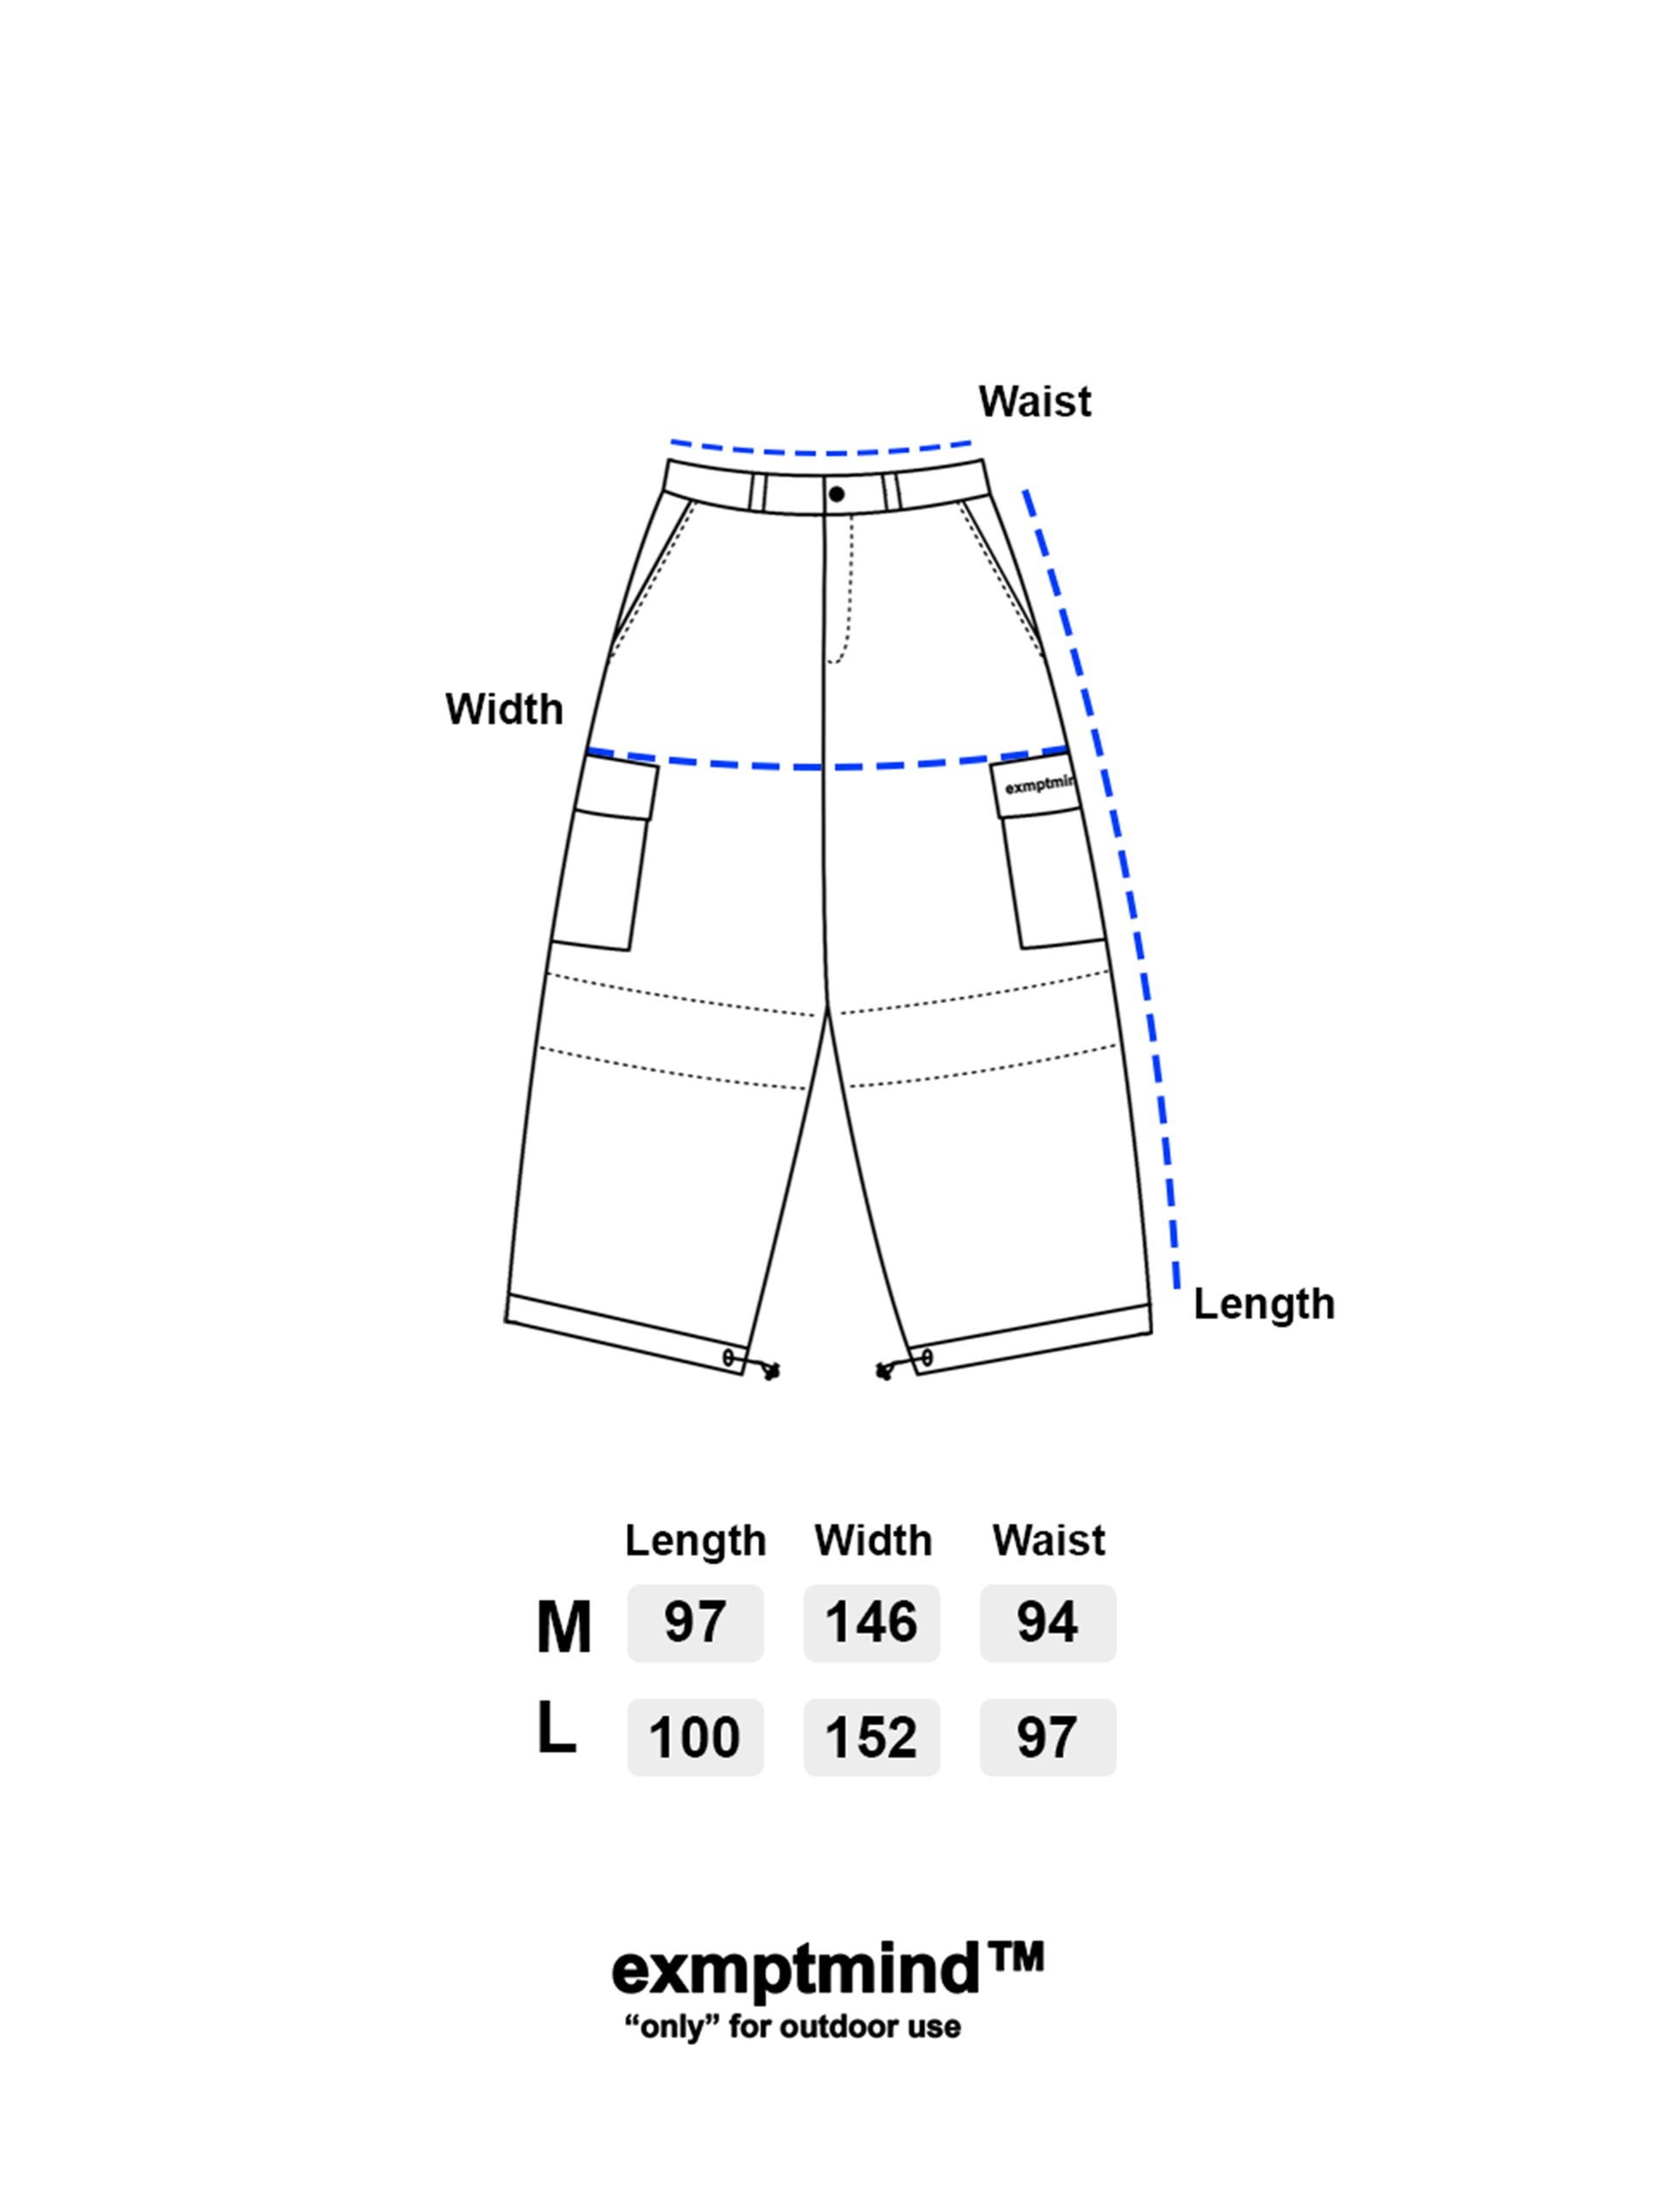 Waist
Width
exmptmin
Length
Length Width Waist
M 97 146 94
L 100 152 97
exmptmind™
“only” for outdoor use